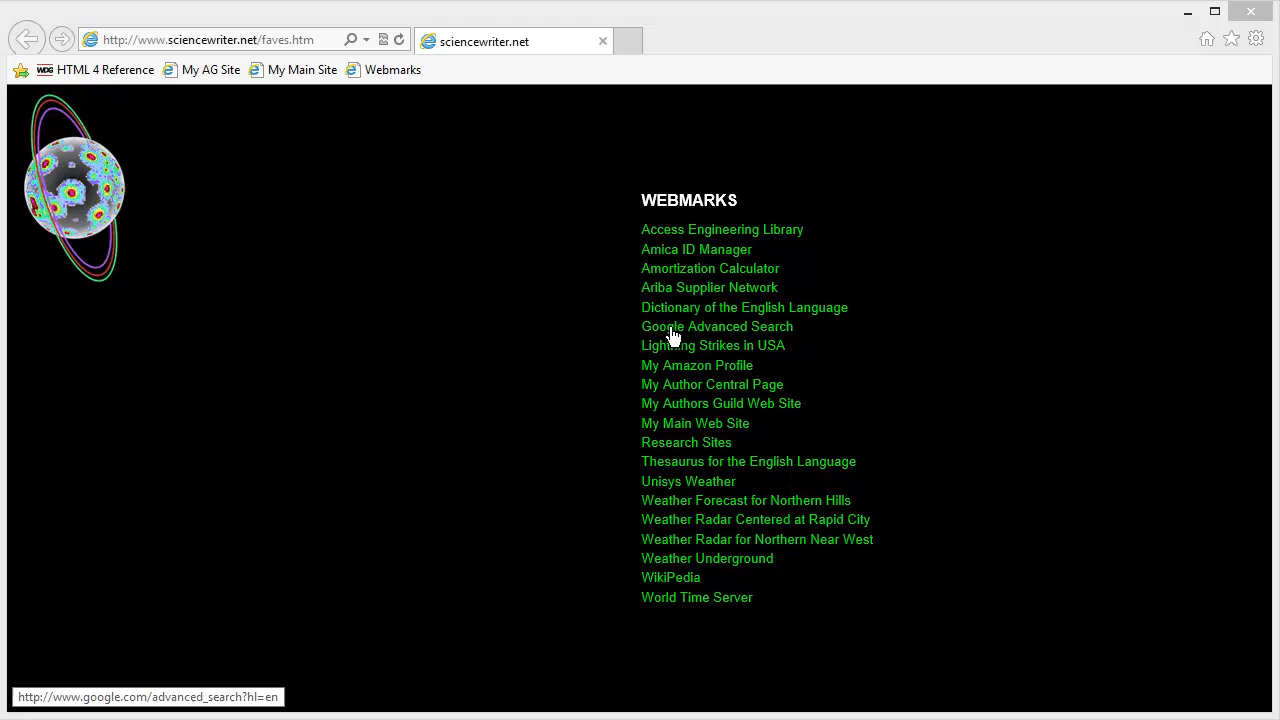 http://www.sciencewriter.net/faves.htm
sciencewriter.net
WDG HTML 4 Reference
My AG Site
My Main Site
Webmarks
WEBMARKS
Access Engineering Library
Amica ID Manager
Amortization Calculator
Ariba Supplier Network
Dictionary of the English Language
Google Advanced Search
Lightning Strikes in USA
My Amazon Profile
My Author Central Page
My Authors Guild Web Site
My Main Web Site
Research Sites
Thesaurus for the English Language
Unisys Weather
Weather Forecast for Northern Hills
Weather Radar Centered at Rapid City
Weather Radar for Northern Near West
Weather Underground
WikiPedia
World Time Server
http://www.google.com/advanced_search?hl=en